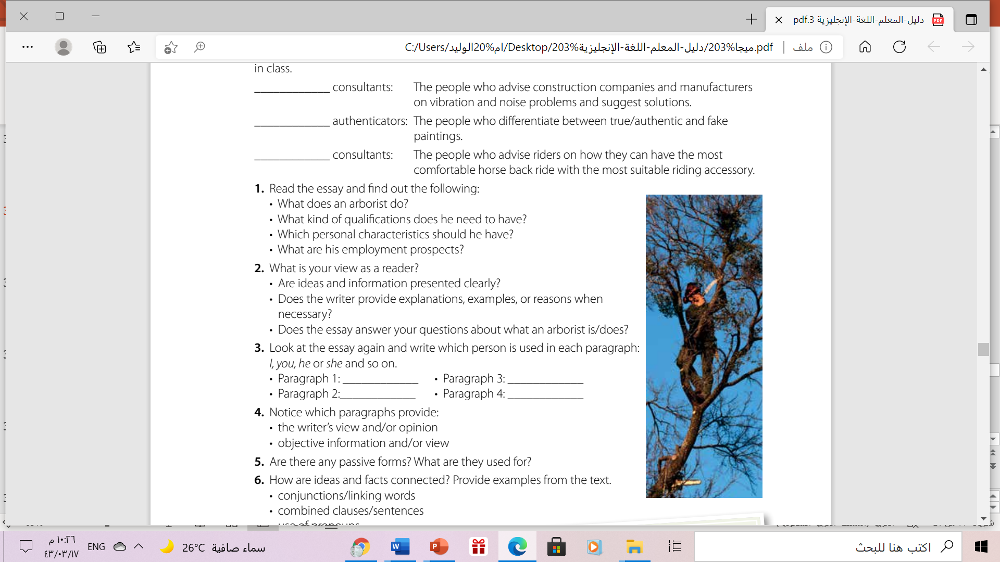 دليل-المعلم-اللغة-الإنجليزية 3.pdf
ملف
C:/Users/ام%20الوليد/Desktop/ميجا%203/دليل-المعلم-اللغة-الإنجليزية%203.pdf
in class.
____________ consultants: The people who advise construction companies and manufacturers
on vibration and noise problems and suggest solutions.
____________ authenticators: The people who differentiate between true/authentic and fake
paintings.
____________ consultants: The people who advise riders on how they can have the most
comfortable horse back ride with the most suitable riding accessory.
1. Read the essay and find out the following:
• What does an arborist do?
• What kind of qualifications does he need to have?
• Which personal characteristics should he have?
• What are his employment prospects?
2. What is your view as a reader?
• Are ideas and information presented clearly?
• Does the writer provide explanations, examples, or reasons when
necessary?
• Does the essay answer your questions about what an arborist is/does?
3. Look at the essay again and write which person is used in each paragraph:
I, you, he or she and so on.
• Paragraph 1: ____________ • Paragraph 3: ____________
• Paragraph 2:____________ • Paragraph 4: ____________
4. Notice which paragraphs provide:
• the writer's view and/or opinion
• objective information and/or view
5. Are there any passive forms? What are they used for?
6. How are ideas and facts connected? Provide examples from the text.
• conjunctions/linking words
• combined clauses/sentences
١٠:٢٦ م
٤٣/٠٣/١٧
ENG
26°C سماء صافية
اكتب هنا للبحث